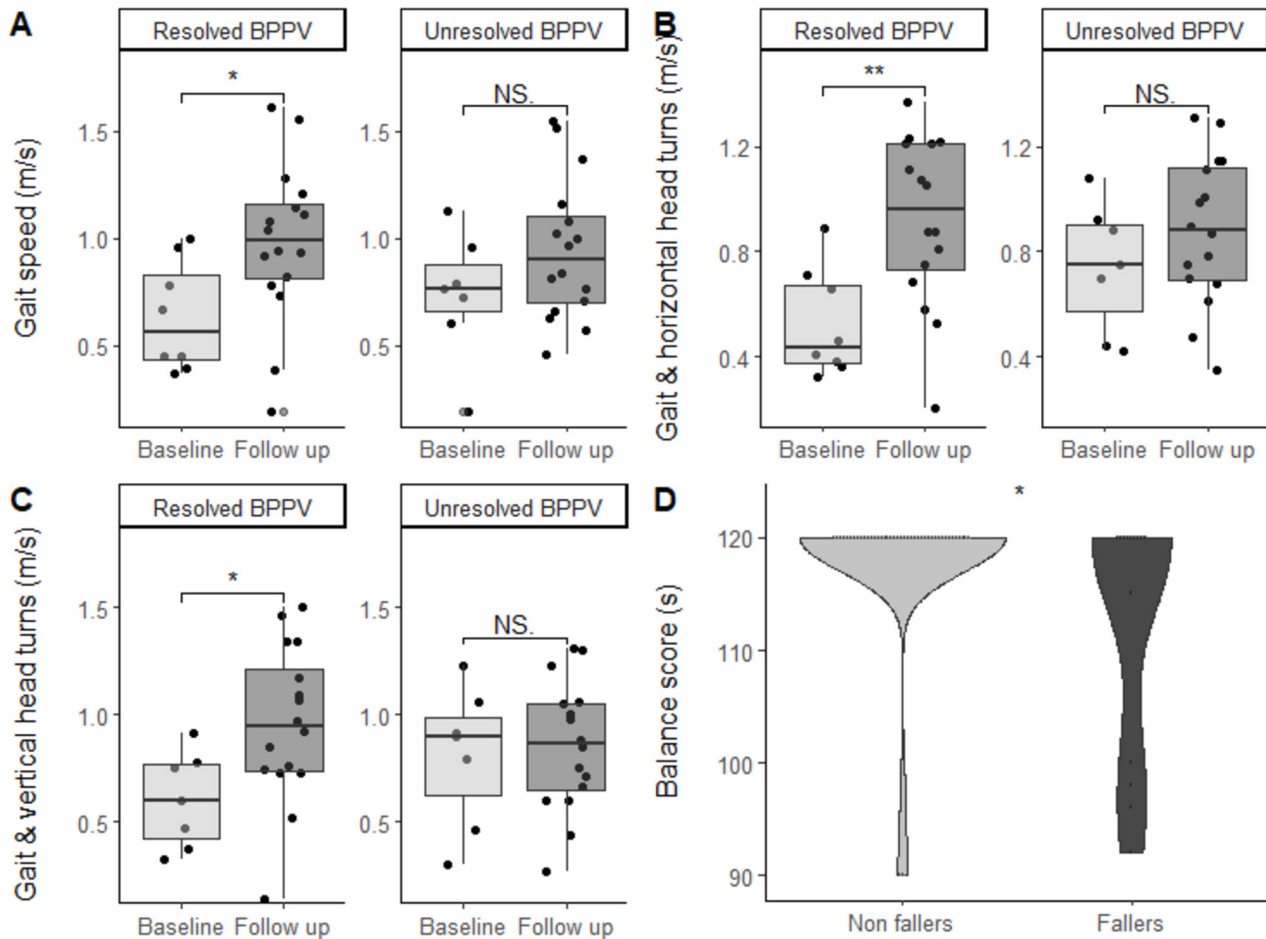 A
Resolved BPPV
Unresolved BPPV
Gait speed (m/s)
*
NS.
1.5
1.0
0.5
1.5
1.0
0.5
Baseline Follow up
Baseline Follow up
B
Resolved BPPV
Unresolved BPPV
Gait & horizontal head turns (m/s)
**
NS.
1.2
0.8
0.4
1.2
0.8
0.4
Baseline Follow up
Baseline Follow up
C
Resolved BPPV
Unresolved BPPV
Gait & vertical head turns (m/s)
*
NS.
1.5
1.0
0.5
1.5
1.0
0.5
Baseline Follow up
Baseline Follow up
D
*
Balance score (s)
120
110
100
90
Non fallers
Fallers